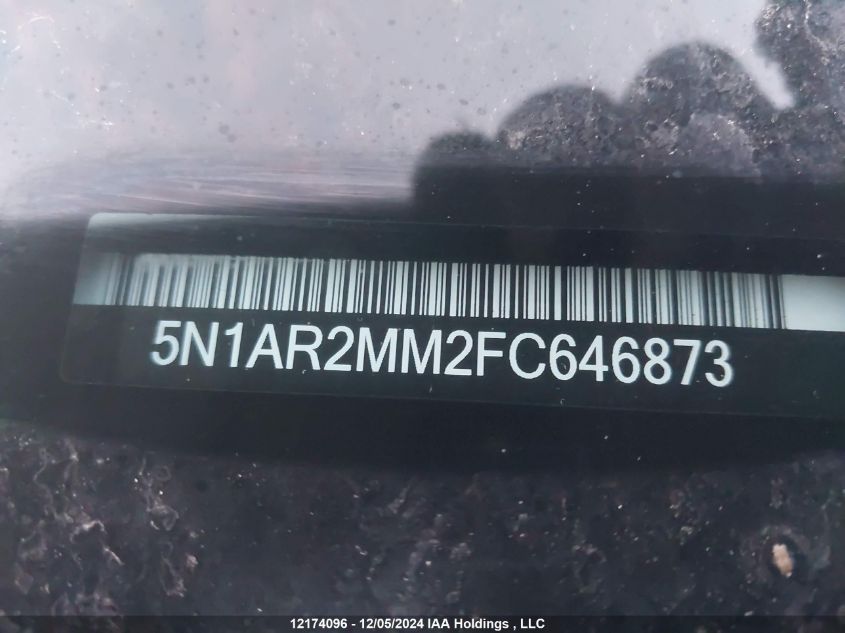 5N1AR2MM2FC646873
12174096 - 12/05/2024 IAA Holdings , LLC